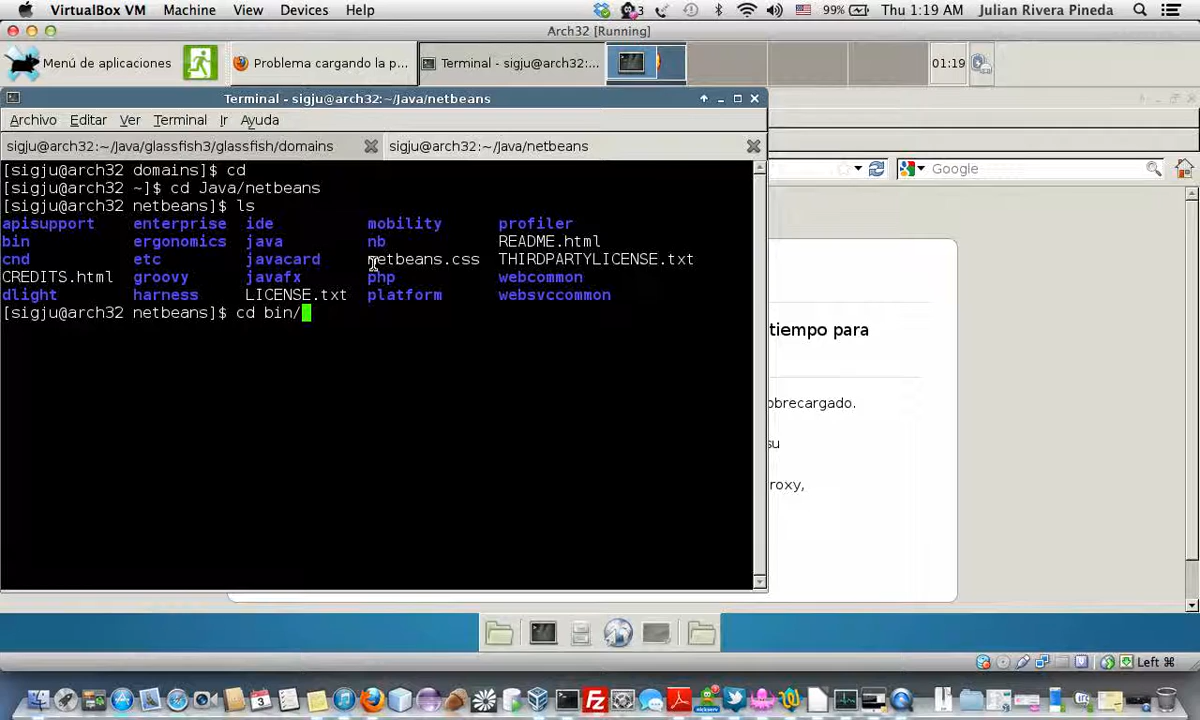 VirtualBox VM Machine View Devices Help 3 99% Thu 1:19 AM Julian Rivera Pineda
Arch32 [Running]
Menú de aplicaciones Problema cargando la p... Terminal - sigju@arch32:... 01:19
Terminal - sigju@arch32:~/Java/netbeans
Archivo Editar Ver Terminal Ir Ayuda
sigju@arch32:~/Java/glassfish3/glassfish/domains sigju@arch32:~/Java/netbeans
Google
[sigju@arch32 domains]$ cd
[sigju@arch32 ~]$ cd Java/netbeans
[sigju@arch32 netbeans]$ ls
apisupport enterprise ide mobility profiler
bin ergonomics java nb README.html
cnd etc javacard netbeans.css THIRDPARTYLICENSE.txt
CREDITS.html groovy javafx php webcommon
dlight harness LICENSE.txt platform websvccommon
[sigju@arch32 netbeans]$ cd bin/
tiempo para
obrecargado.
su
roxy,
Left ⌘